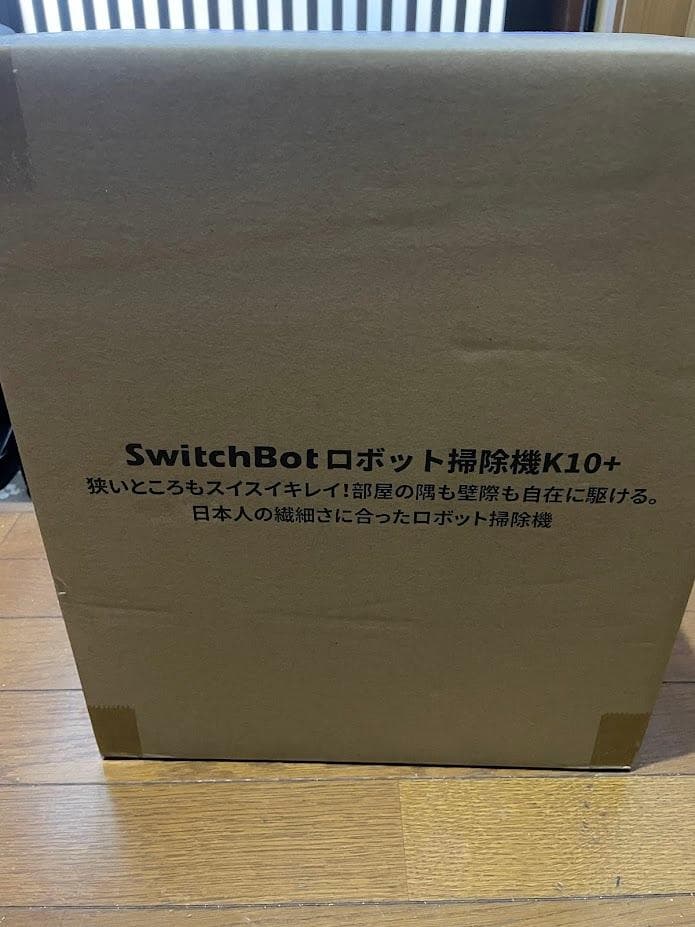 SwitchBotロボット掃除機K10+
狭いところもスイスイキレイ!部屋の隅も壁際も自在に駆ける。
日本人の繊細さに合ったロボット掃除機